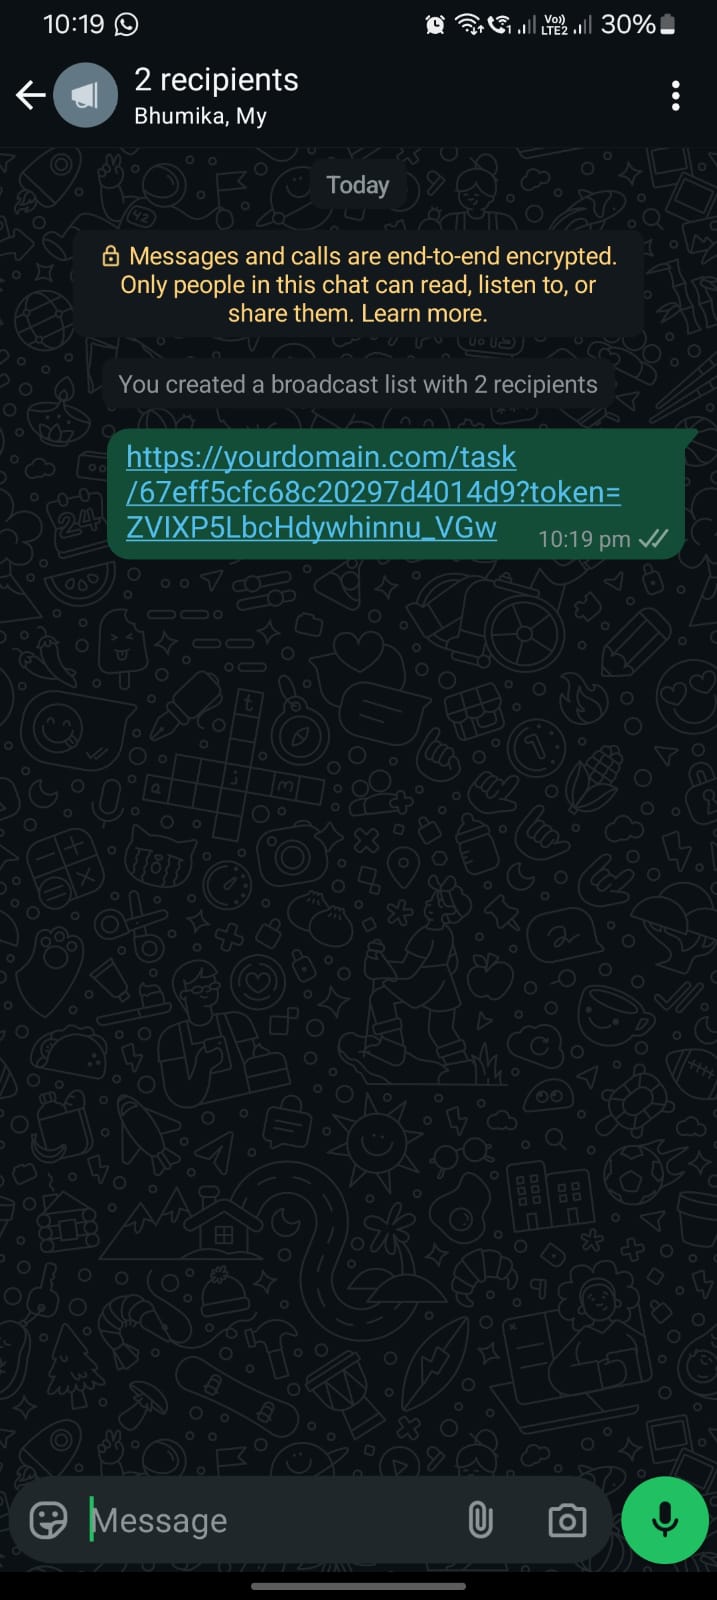 10:19
Vo))
LTE2
30%
2 recipients
Bhumika, My
Today
Messages and calls are end-to-end encrypted.
Only people in this chat can read, listen to, or
share them. Learn more.
You created a broadcast list with 2 recipients
https://yourdomain.com/task
/67eff5cfc68c20297d4014d9?token=
ZVIXP5LbcHdywhinnu_VGw
10:19 pm
Message